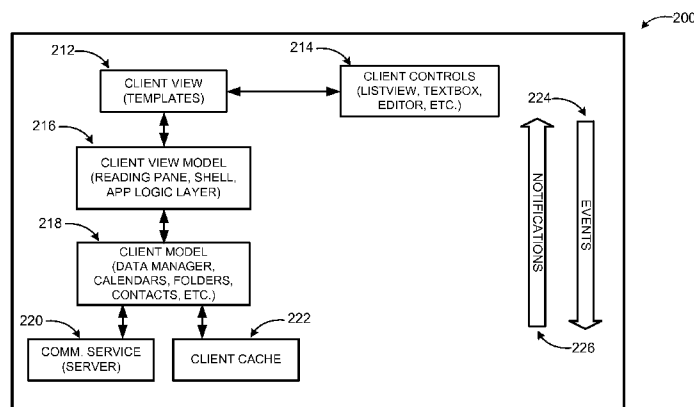 200
212
214
CLIENT VIEW
(TEMPLATES)
CLIENT CONTROLS
(LISTVIEW, TEXTBOX,
EDITOR, ETC.)
224
216
CLIENT VIEW MODEL
(READING PANE, SHELL,
APP LOGIC LAYER)
NOTIFICATIONS
EVENTS
218
CLIENT MODEL
(DATA MANAGER,
CALENDARS, FOLDERS,
CONTACTS, ETC.)
220
222
226
COMM. SERVICE
(SERVER)
CLIENT CACHE